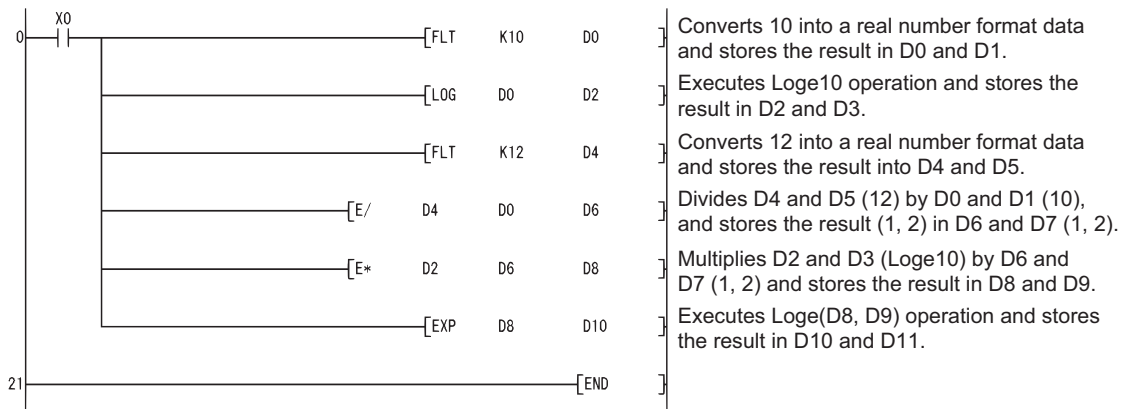 X0
0 [FLT K10 D0 ] Converts 10 into a real number format data
and stores the result in D0 and D1.
[LOG D0 D2 ] Executes Loge10 operation and stores the
result in D2 and D3.
[FLT K12 D4 ] Converts 12 into a real number format data
and stores the result into D4 and D5.
[E/ D4 D0 D6 ] Divides D4 and D5 (12) by D0 and D1 (10),
and stores the result (1, 2) in D6 and D7 (1, 2).
[E* D2 D6 D8 ] Multiplies D2 and D3 (Loge10) by D6 and
D7 (1, 2) and stores the result in D8 and D9.
[EXP D8 D10 ] Executes Loge(D8, D9) operation and stores
the result in D10 and D11.
21 [END ]